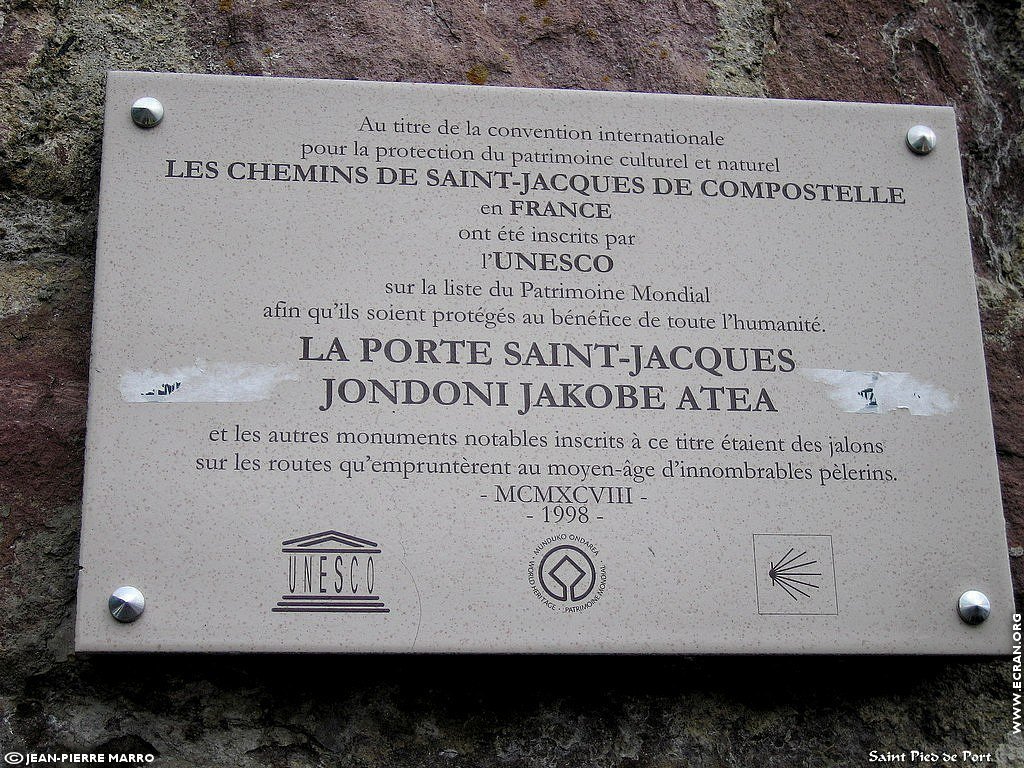 Au titre de la convention internationale
pour la protection du patrimoine culturel et naturel
LES CHEMINS DE SAINT-JACQUES DE COMPOSTELLE
en FRANCE
ont été inscrits par
l'UNESCO
sur la liste du Patrimoine Mondial
afin qu'ils soient protégés au bénéfice de toute l'humanité.
LA PORTE SAINT-JACQUES
JONDONI JAKOBE ATEA
et les autres monuments notables inscrits à ce titre étaient des jalons
sur les routes qu'empruntèrent au moyen-âge d'innombrables pèlerins.
- MCMXCVIII -
- 1998 -
UNESCO
MUNDUKO ONDAREA
· WORLD HERITAGE · PATRIMOINE MONDIAL
© JEAN-PIERRE MARRO
Saint Pied de Port
WWW.ECRAN.ORG